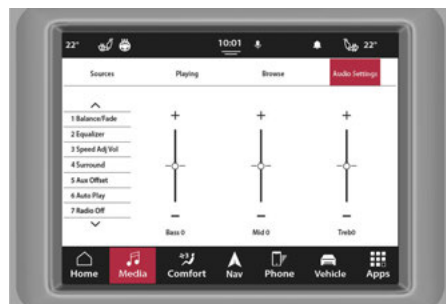 22° 10:01 22°
Sources Playing Browse Audio Settings
1 Balance/Fade
2 Equalizer
3 Speed Adj Vol
4 Surround
5 Aux Offset
6 Auto Play
7 Radio Off
+ + +
− − −
Bass 0 Mid 0 Treb0
Home Media Comfort Nav Phone Vehicle Apps